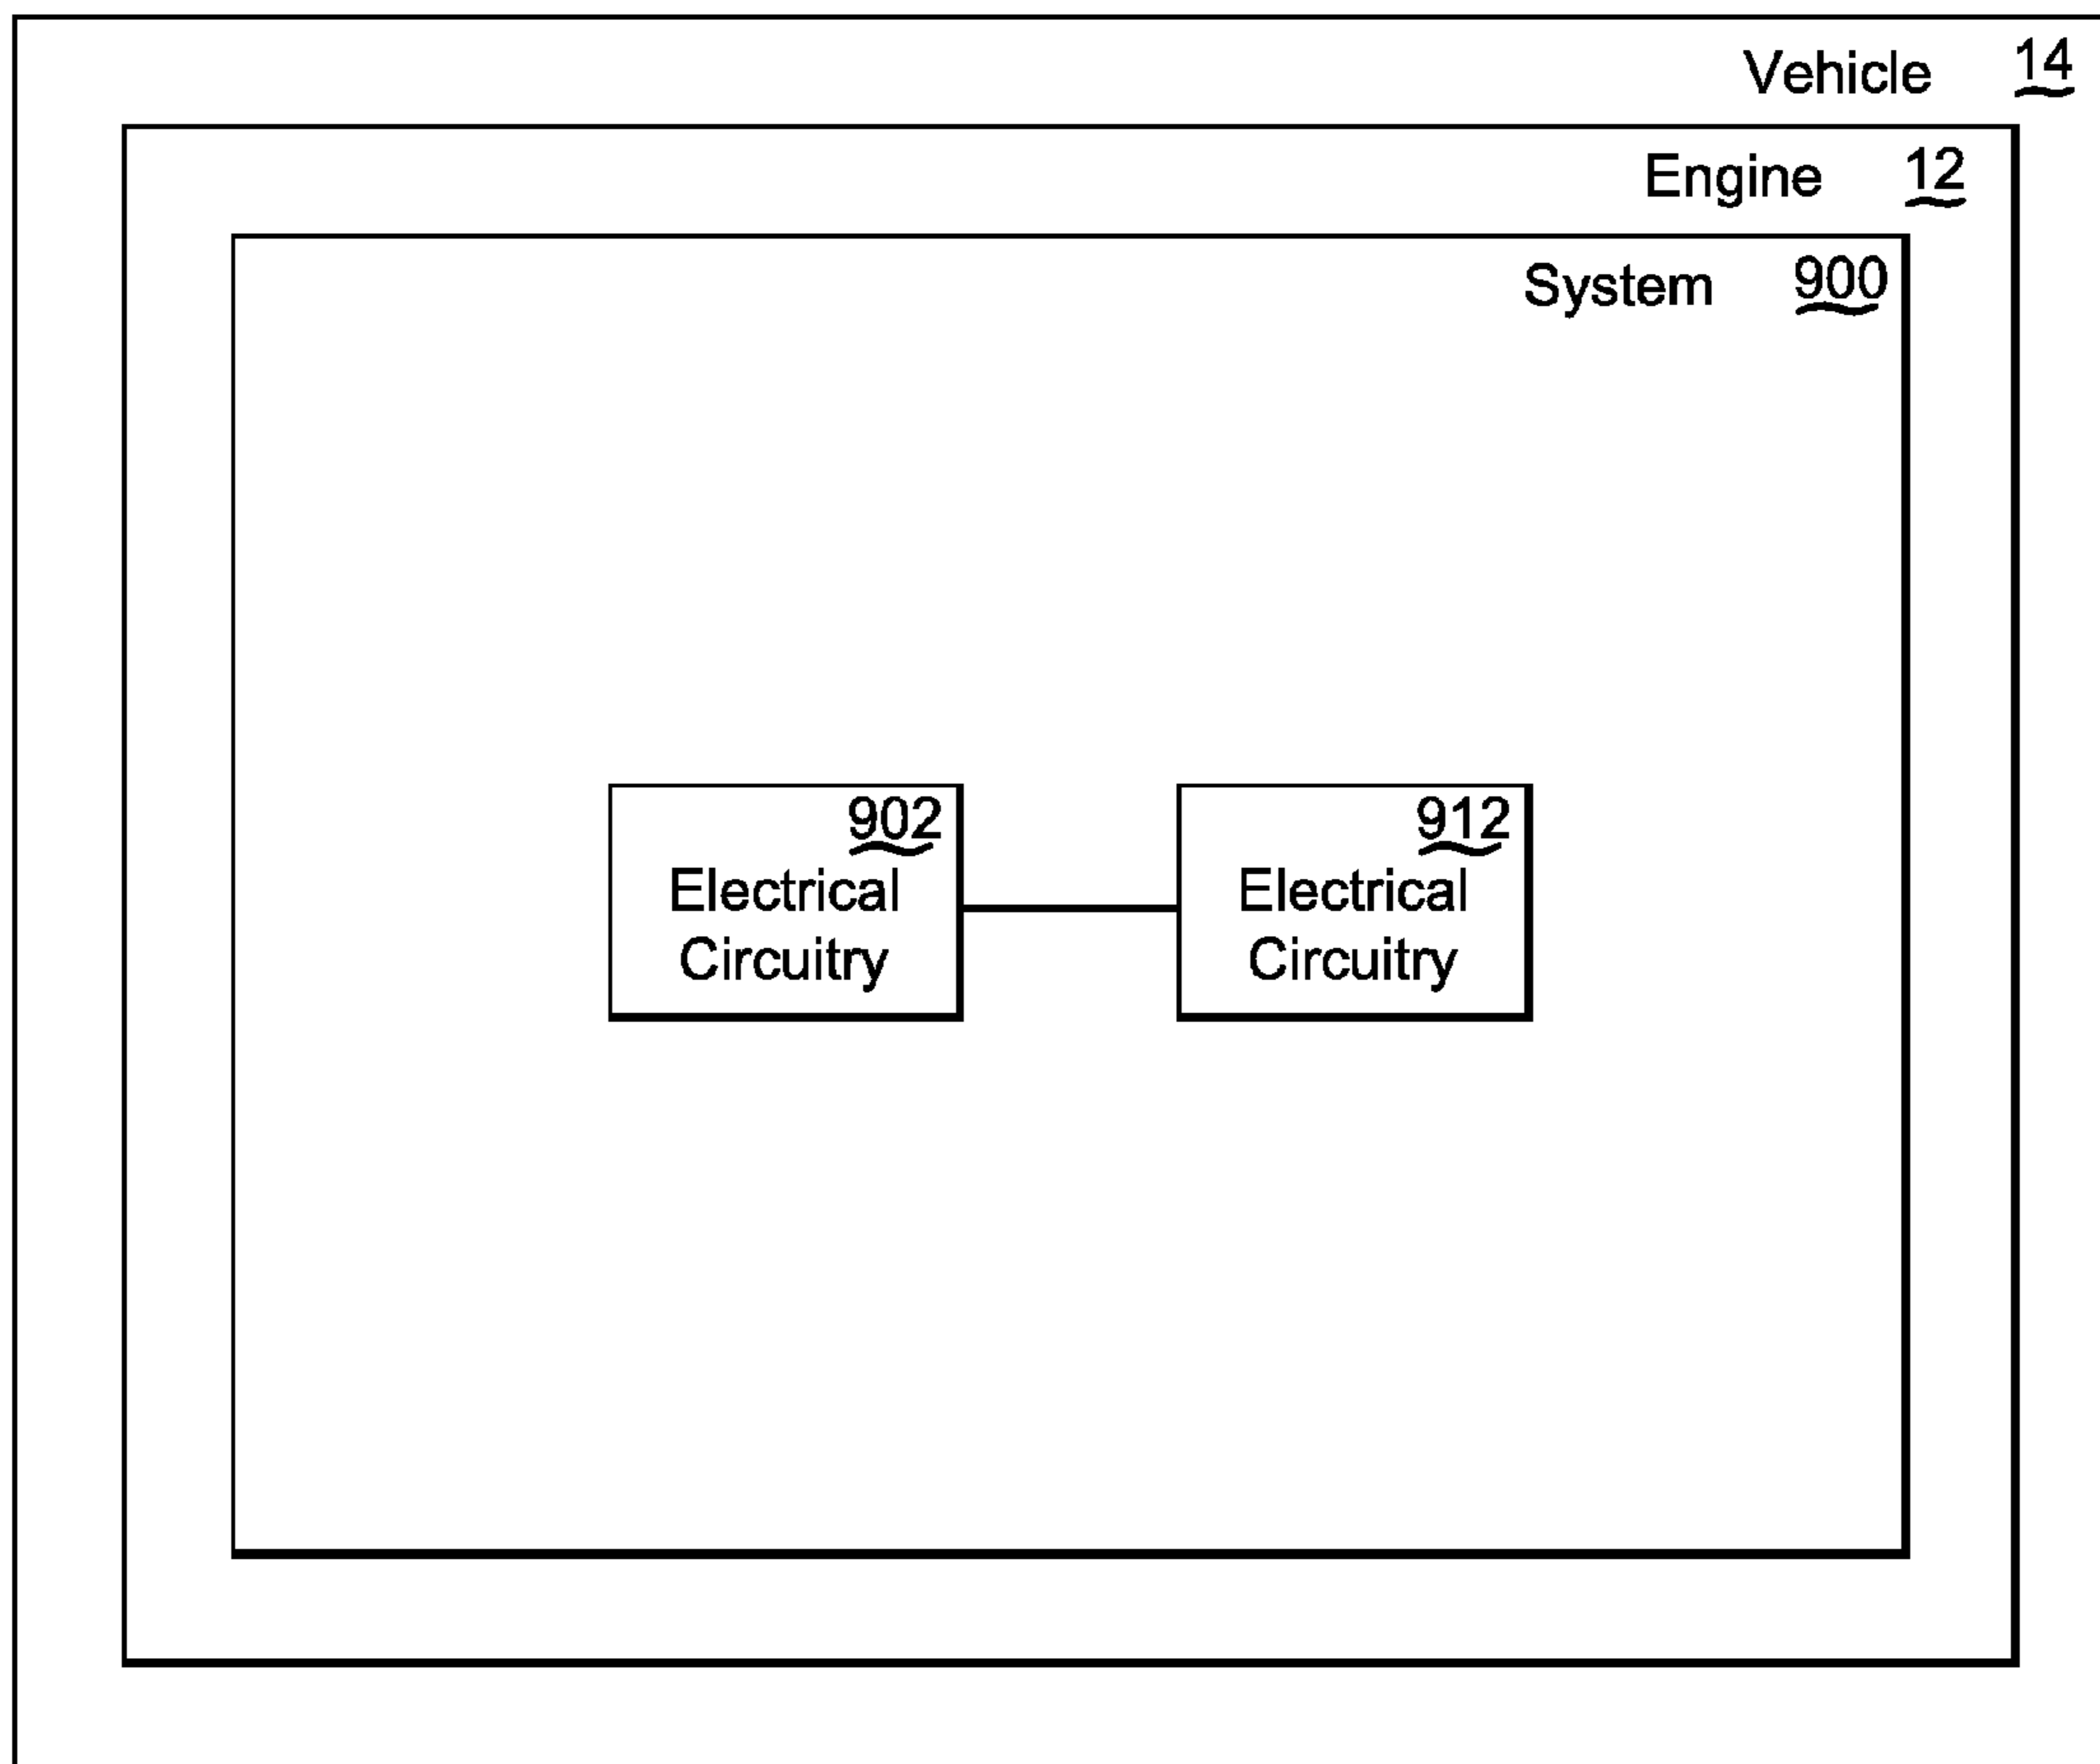 Vehicle 14
Engine 12
System 900
902
Electrical
Circuitry
912
Electrical
Circuitry